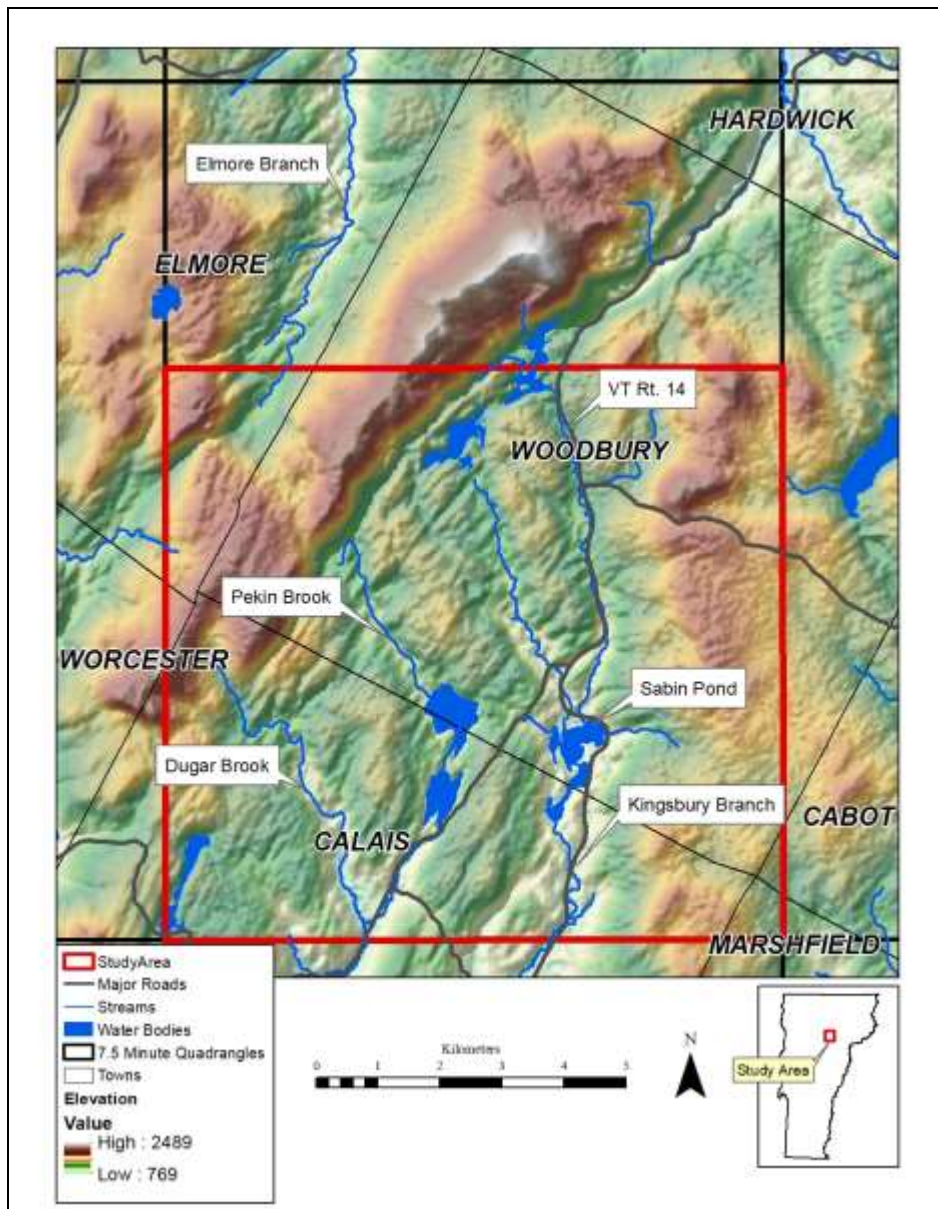 HARDWICK
Elmore Branch
ELMORE
VT Rt. 14
WOODBURY
Pekin Brook
WORCESTER
Sabin Pond
Dugar Brook
Kingsbury Branch
CALAIS
CABOT
MARSHFIELD
StudyArea
Major Roads
Streams
Water Bodies
7.5 Minute Quadrangles
Towns
Elevation
Value
High : 2489
Low : 769
Kilometers
0 1 2 3 4 5
N
Study Area